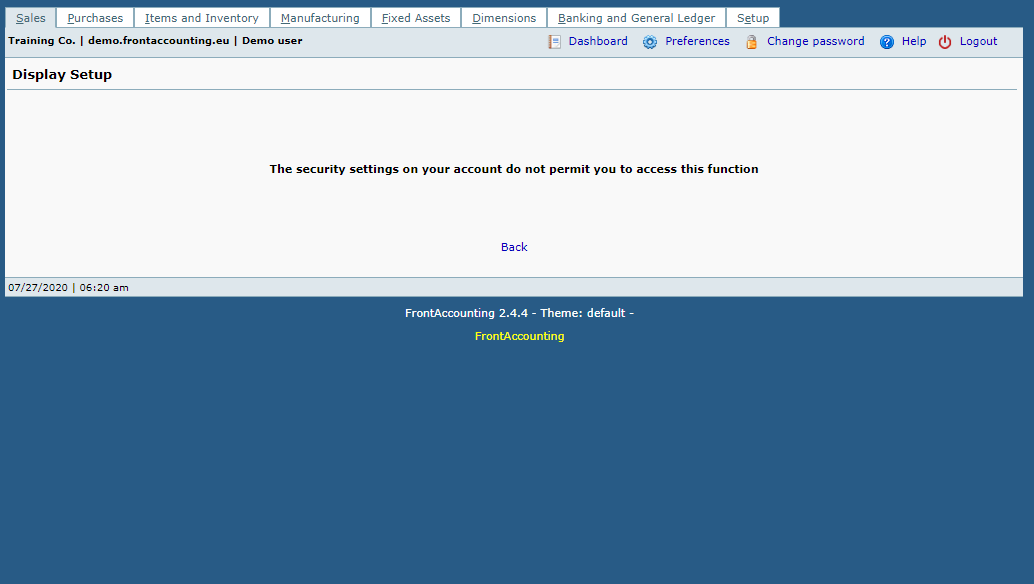 Sales Purchases Items and Inventory Manufacturing Fixed Assets Dimensions Banking and General Ledger Setup
Training Co. | demo.frontaccounting.eu | Demo user Dashboard Preferences Change password Help Logout
Display Setup
The security settings on your account do not permit you to access this function
Back
07/27/2020 | 06:20 am
FrontAccounting 2.4.4 - Theme: default -
FrontAccounting